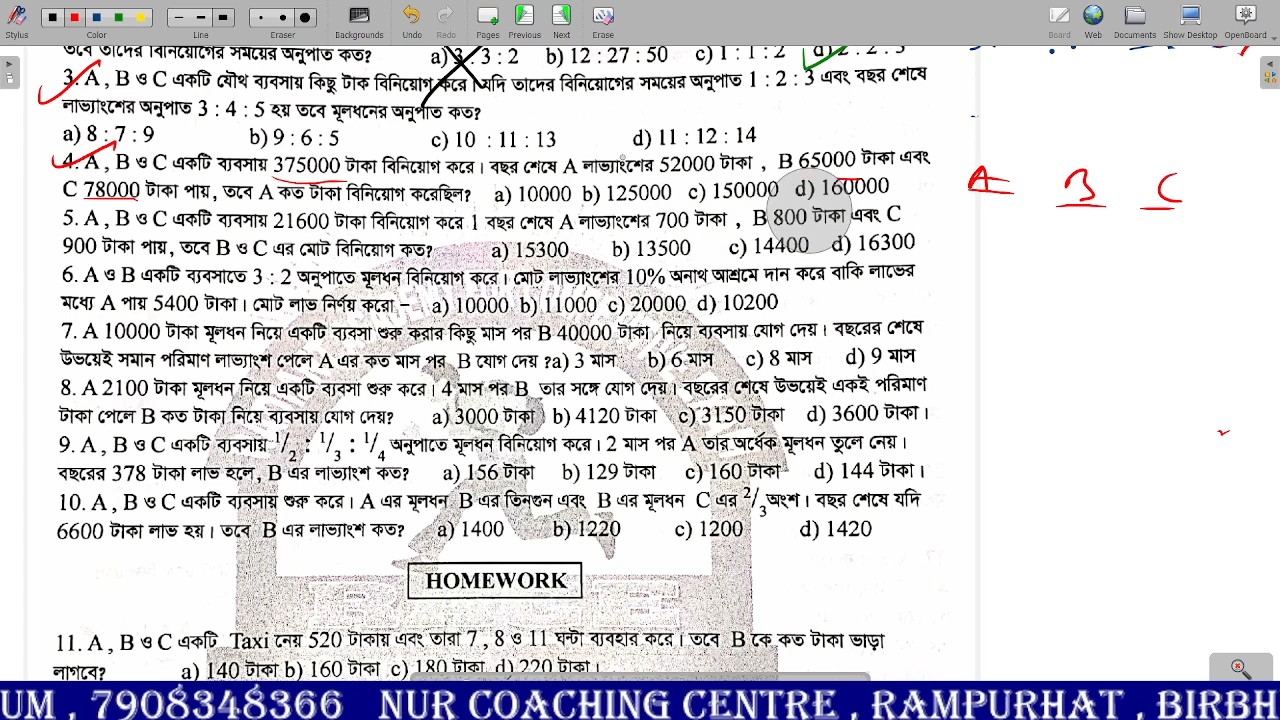 Stylus
Color
Line
Eraser
Backgrounds
Undo
Redo
Pages
Previous
Next
Erase
Board
Web
Documents
Show Desktop
OpenBoard
তবে তাদের বিনিয়োগের সময়ের অনুপাত কত? a) 3 : 3 : 2 b) 12 : 27 : 50 c) 1 : 1 : 2 d) 2 : 2 : 3
3. A , B ও C একটি যৌথ ব্যবসায় কিছু টাক বিনিয়োগ করে। যদি তাদের বিনিয়োগের সময়ের অনুপাত 1 : 2 : 3 এবং বছর শেষে
লাভ্যাংশের অনুপাত 3 : 4 : 5 হয় তবে মূলধনের অনুপাত কত?
a) 8 : 7 : 9 b) 9 : 6 : 5 c) 10 : 11 : 13 d) 11 : 12 : 14
4. A , B ও C একটি ব্যবসায় 375000 টাকা বিনিয়োগ করে। বছর শেষে A লাভ্যাংশের 52000 টাকা , B 65000 টাকা এবং
C 78000 টাকা পায়, তবে A কত টাকা বিনিয়োগ করেছিল? a) 10000 b) 125000 c) 150000 d) 160000
A B C
5. A , B ও C একটি ব্যবসায় 21600 টাকা বিনিয়োগ করে 1 বছর শেষে A লাভ্যাংশের 700 টাকা , B 800 টাকা এবং C
900 টাকা পায়, তবে B ও C এর মোট বিনিয়োগ কত? a) 15300 b) 13500 c) 14400 d) 16300
6. A ও B একটি ব্যবসাতে 3 : 2 অনুপাতে মূলধন বিনিয়োগ করে। মোট লাভ্যাংশের 10% অনাথ আশ্রমে দান করে বাকি লাভের
মধ্যে A পায় 5400 টাকা। মোট লাভ নির্ণয় করো – a) 10000 b) 11000 c) 20000 d) 10200
7. A 10000 টাকা মূলধন নিয়ে একটি ব্যবসা শুরু করার কিছু মাস পর B 40000 টাকা নিয়ে ব্যবসায় যোগ দেয়। বছরের শেষে
উভয়েই সমান পরিমাণ লাভ্যাংশ পেলে A এর কত মাস পর B যোগ দেয় ?a) 3 মাস b) 6 মাস c) 8 মাস d) 9 মাস
8. A 2100 টাকা মূলধন নিয়ে একটি ব্যবসা শুরু করে। 4 মাস পর B তার সঙ্গে যোগ দেয়। বছরের শেষে উভয়েই একই পরিমাণ
টাকা পেলে B কত টাকা নিয়ে ব্যবসায় যোগ দেয়? a) 3000 টাকা b) 4120 টাকা c) 3150 টাকা d) 3600 টাকা।
9. A , B ও C একটি ব্যবসায় 1/2 : 1/3 : 1/4 অনুপাতে মূলধন বিনিয়োগ করে। 2 মাস পর A তার অর্ধেক মূলধন তুলে নেয়।
বছরের 378 টাকা লাভ হলে, B এর লাভ্যাংশ কত? a) 156 টাকা b) 129 টাকা c) 160 টাকা d) 144 টাকা।
10. A , B ও C একটি ব্যবসায় শুরু করে। A এর মূলধন B এর তিনগুন এবং B এর মূলধন C এর 2/3 অংশ। বছর শেষে যদি
6600 টাকা লাভ হয়। তবে B এর লাভ্যাংশ কত? a) 1400 b) 1220 c) 1200 d) 1420
HOMEWORK
11. A , B ও C একটি Taxi নেয় 520 টাকায় এবং তারা 7 , 8 ও 11 ঘন্টা ব্যবহার করে। তবে B কে কত টাকা ভাড়া
লাগবে? a) 140 টাকা b) 160 টাকা c) 180 টাকা d) 220 টাকা।
UM , 7908348366 NUR COACHING CENTRE, RAMPURHAT, BIRBH